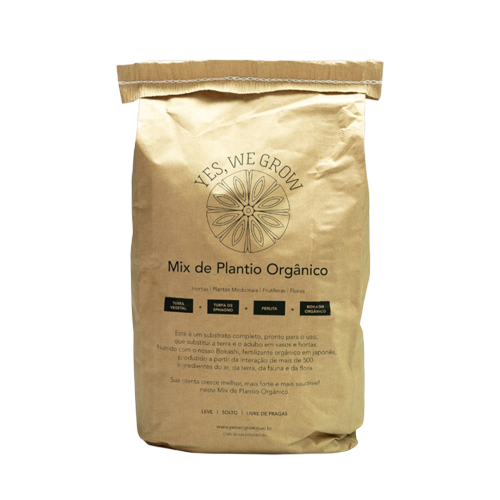 YES, WE GROW
Mix de Plantio Orgânico
Hortas | Plantas Medicinais | Frutíferas | Flores
TERRA VEGETAL + TURFA DE SPHAGNO + PERLITA + BOKASHI ORGÂNICO
Este é um substrato completo, pronto para o uso,
que substitui a terra e o adubo em vasos e hortas.
Nutrido com o nosso Bokashi, fertilizante orgânico em japonês,
produzido a partir da interação de mais de 500
ingredientes do ar, da terra, da fauna e da flora.
Sua planta cresce melhor, mais forte e mais saudável
nesse Mix de Plantio Orgânico.
LEVE | SOLTO | LIVRE DE PRAGAS